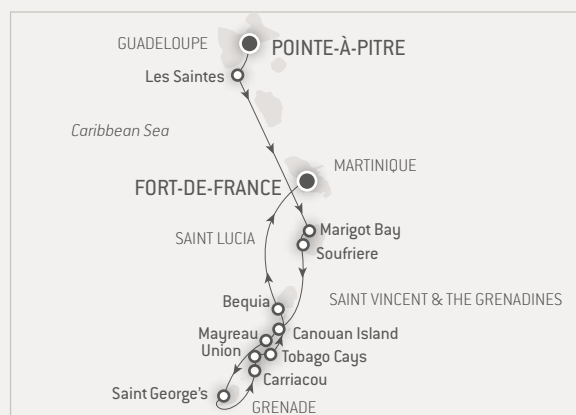 GUADELOUPE
POINTE-À-PITRE
Les Saintes
Caribbean Sea
MARTINIQUE
FORT-DE-FRANCE
Marigot Bay
SAINT LUCIA
Soufriere
Bequia
SAINT VINCENT & THE GRENADINES
Mayreau
Canouan Island
Union
Tobago Cays
Carriacou
Saint George's
GRENADE